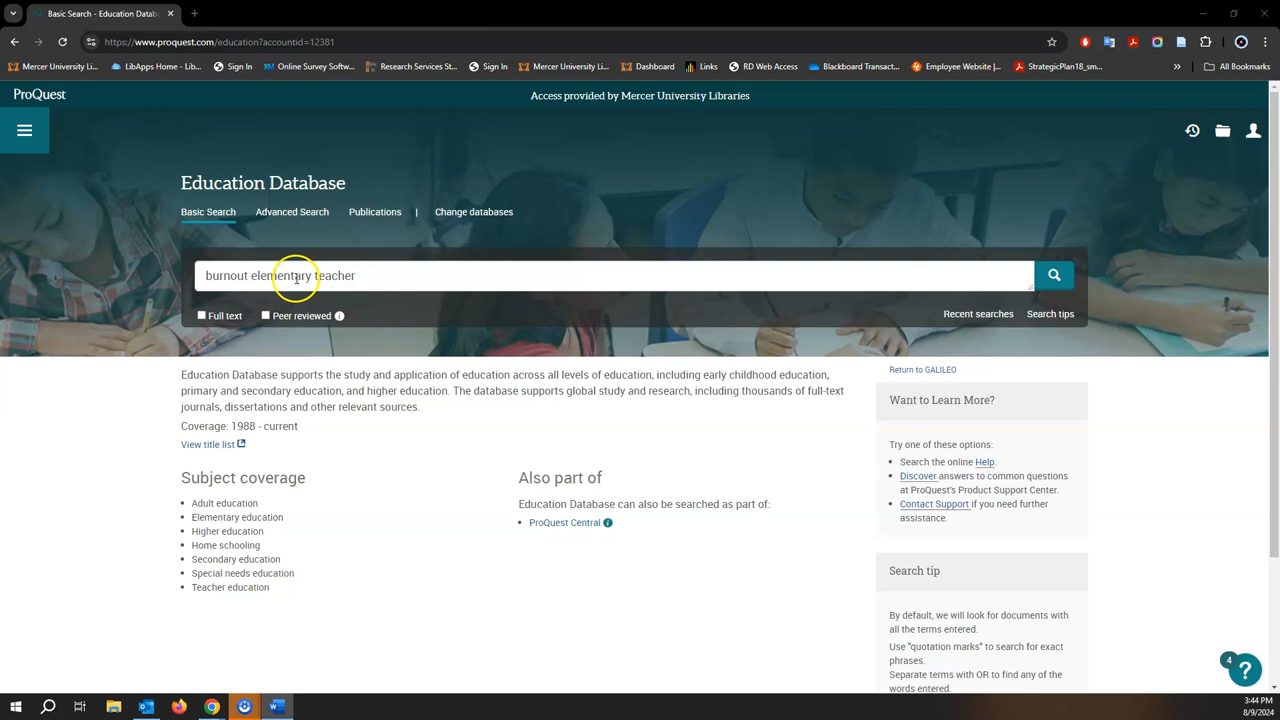 Basic Search - Education Datab
https://www.proquest.com/education?accountid=12381
Mercer University Li...
LibApps Home - Lib...
Sign In
Online Survey Softw...
Research Services St...
Sign In
Mercer University Li...
Dashboard
Links
RD Web Access
Blackboard Transact...
Employee Website |...
StrategicPlan18_sm...
»
All Bookmarks
ProQuest
Access provided by Mercer University Libraries
Education Database
Basic Search
Advanced Search
Publications
|
Change databases
burnout elementary teacher
Full text
Peer reviewed
Recent searches
Search tips
Education Database supports the study and application of education across all levels of education, including early childhood education,
primary and secondary education, and higher education. The database supports global study and research, including thousands of full-text
journals, dissertations and other relevant sources.
Coverage: 1988 - current
View title list
Subject coverage
• Adult education
• Elementary education
• Higher education
• Home schooling
• Secondary education
• Special needs education
• Teacher education
Also part of
Education Database can also be searched as part of:
• ProQuest Central
Return to GALILEO
Want to Learn More?
Try one of these options:
• Search the online Help.
• Discover answers to common questions
at ProQuest's Product Support Center.
• Contact Support if you need further
assistance.
Search tip
By default, we will look for documents with
all the terms entered.
Use "quotation marks" to search for exact
phrases.
Separate terms with OR to find any of the
words entered.
4
?
3:44 PM
8/9/2024